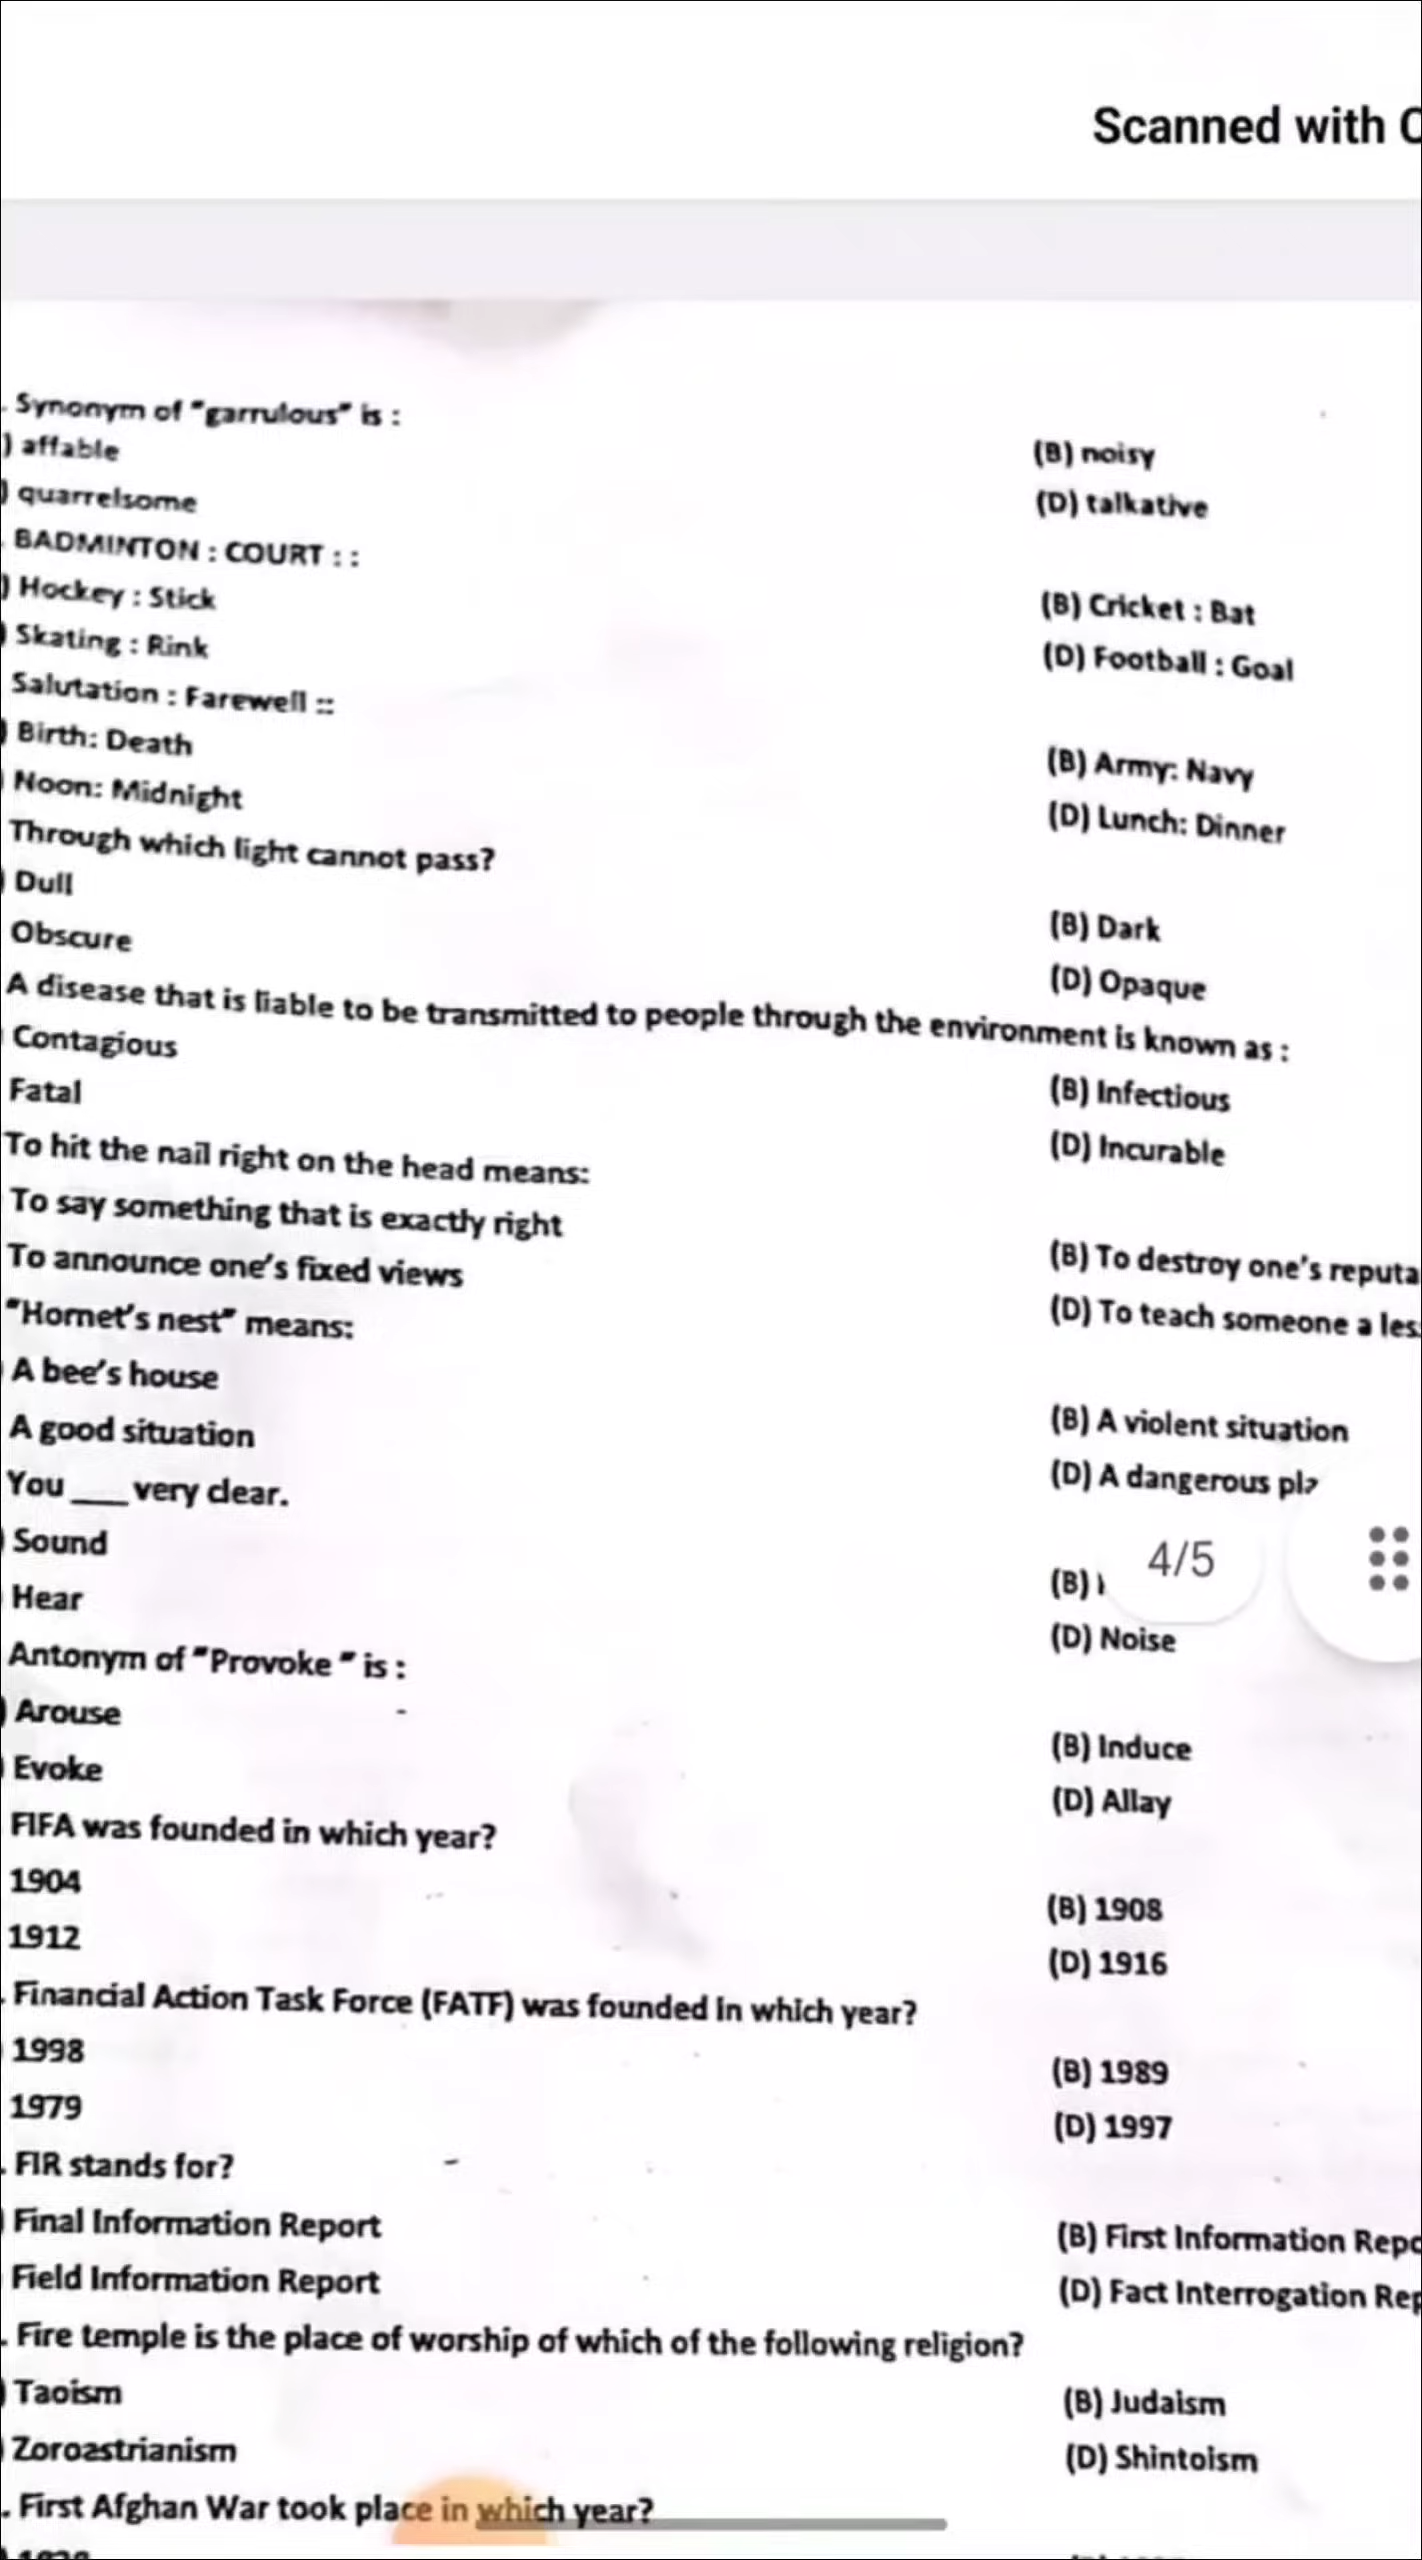 Scanned with
. Synonym of "garrulous" is :
) affable
(B) noisy
) quarrelsome
(D) talkative
. BADMINTON : COURT : :
) Hockey : Stick
(B) Cricket : Bat
) Skating : Rink
(D) Football : Goal
Salutation : Farewell ::
) Birth: Death
(B) Army: Navy
) Noon: Midnight
(D) Lunch: Dinner
Through which light cannot pass?
) Dull
(B) Dark
Obscure
(D) Opaque
A disease that is liable to be transmitted to people through the environment is known as :
Contagious
(B) Infectious
Fatal
(D) Incurable
To hit the nail right on the head means:
To say something that is exactly right
(B) To destroy one's reputa
To announce one's fixed views
(D) To teach someone a les
"Hornet's nest" means:
A bee's house
(B) A violent situation
A good situation
(D) A dangerous pla
You ____ very clear.
) Sound
(B)
4/5
Hear
(D) Noise
Antonym of "Provoke " is :
) Arouse
(B) Induce
) Evoke
(D) Allay
FIFA was founded in which year?
1904
(B) 1908
1912
(D) 1916
. Financial Action Task Force (FATF) was founded in which year?
1998
(B) 1989
1979
(D) 1997
. FIR stands for?
) Final Information Report
(B) First Information Repo
Field Information Report
(D) Fact Interrogation Rep
. Fire temple is the place of worship of which of the following religion?
) Taoism
(B) Judaism
) Zoroastrianism
(D) Shintoism
. First Afghan War took place in which year?